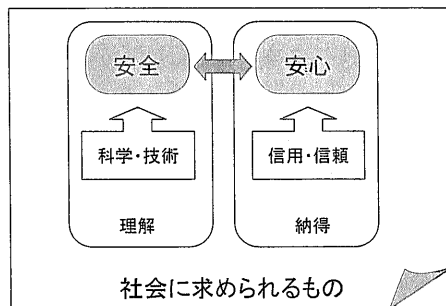 安全
安心
科学・技術
信用・信頼
理解
納得
社会に求められるもの